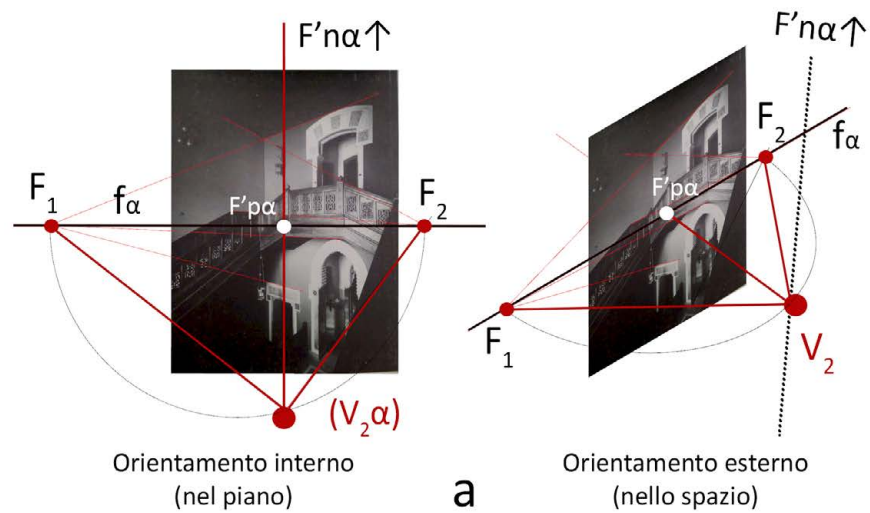 F'nα↑
F₁
fα
F'pα
F₂
(V₂α)
Orientamento interno
(nel piano)
a
F'nα↑
F₂
fα
F'pα
F₁
V₂
Orientamento esterno
(nello spazio)